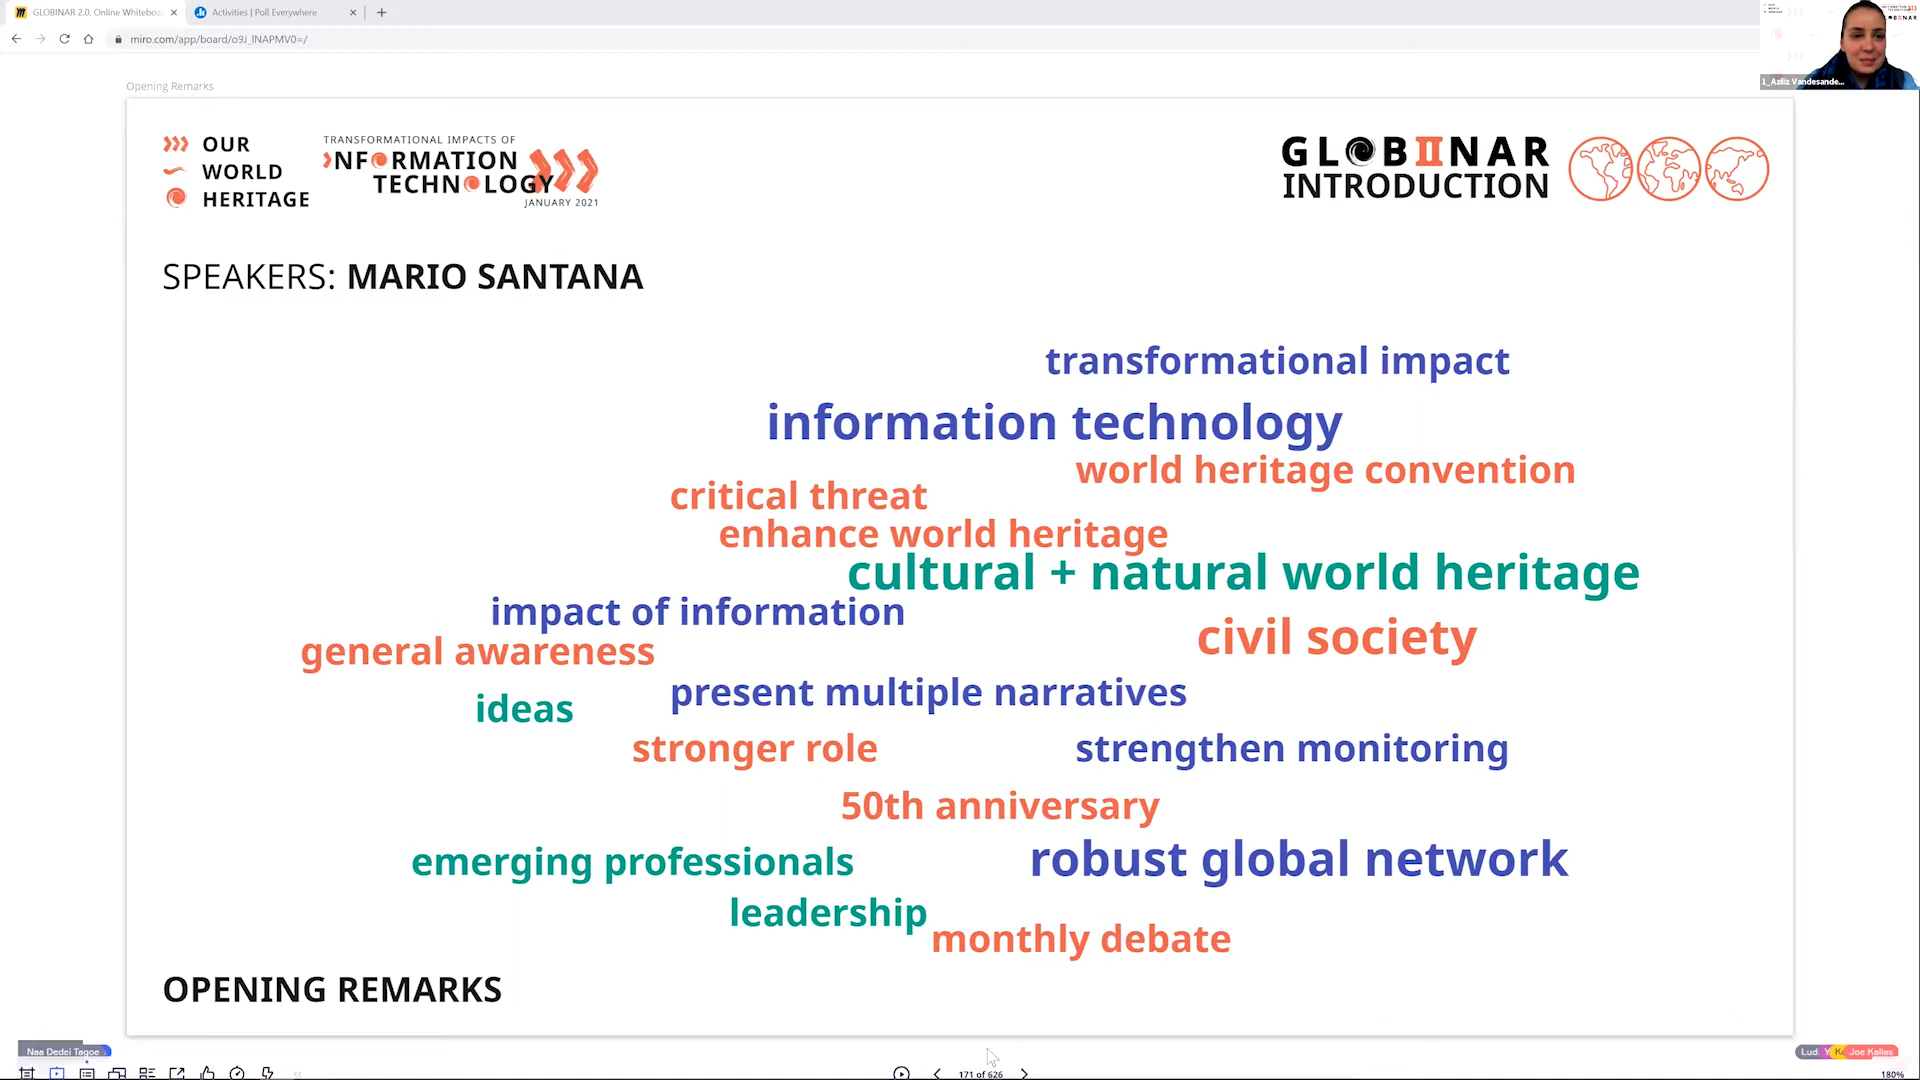 GLOBINAR 2.0. Online Whiteboa
Activities | Poll Everywhere
miro.com/app/board/o9J_lNAPMV0=/
1_Aziliz Vandesande...
Opening Remarks
OUR
WORLD
HERITAGE
TRANSFORMATIONAL IMPACTS OF
INFORMATION
TECHNOLOGY
JANUARY 2021
GLOBIINAR
INTRODUCTION
SPEAKERS: MARIO SANTANA
transformational impact
information technology
world heritage convention
critical threat
enhance world heritage
cultural + natural world heritage
impact of information
civil society
general awareness
present multiple narratives
ideas
stronger role
strengthen monitoring
50th anniversary
emerging professionals
robust global network
leadership
monthly debate
OPENING REMARKS
Naa Dedei Tagoe
Lud
Y
Joe Kallas
171 of 626
180%